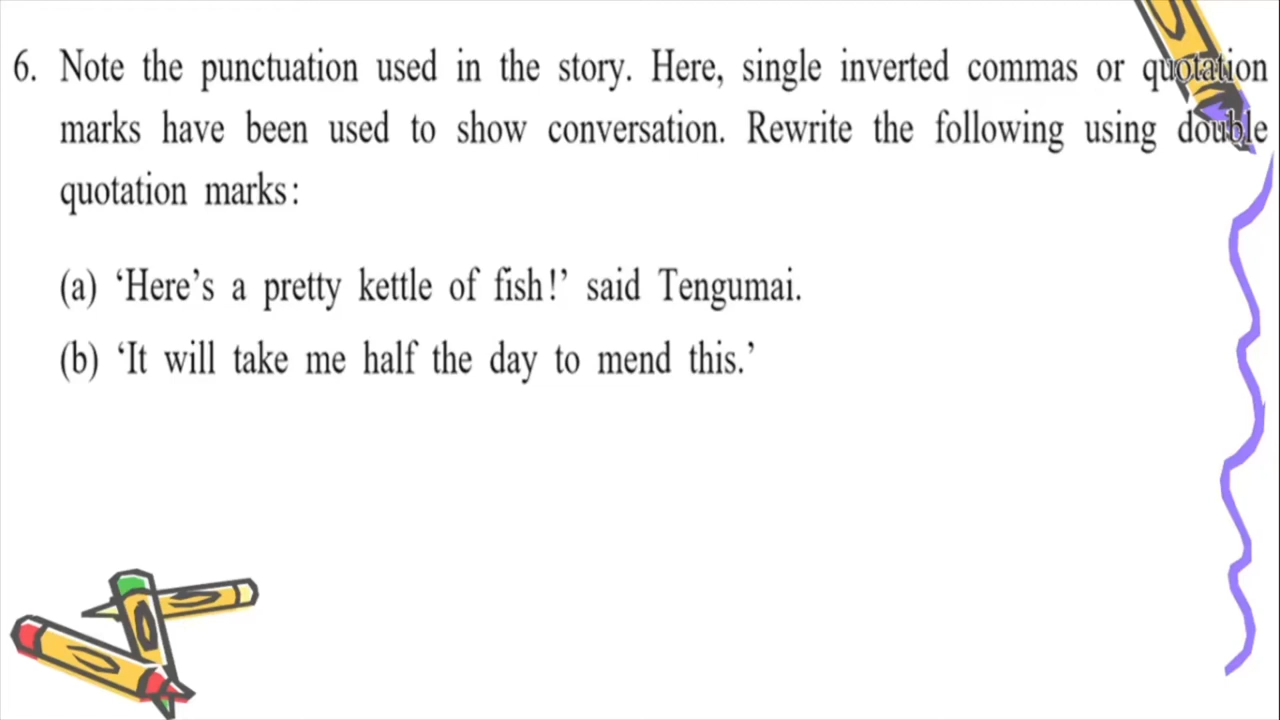 6. Note the punctuation used in the story. Here, single inverted commas or quotation
marks have been used to show conversation. Rewrite the following using double
quotation marks:
(a) ‘Here’s a pretty kettle of fish!’ said Tengumai.
(b) ‘It will take me half the day to mend this.’